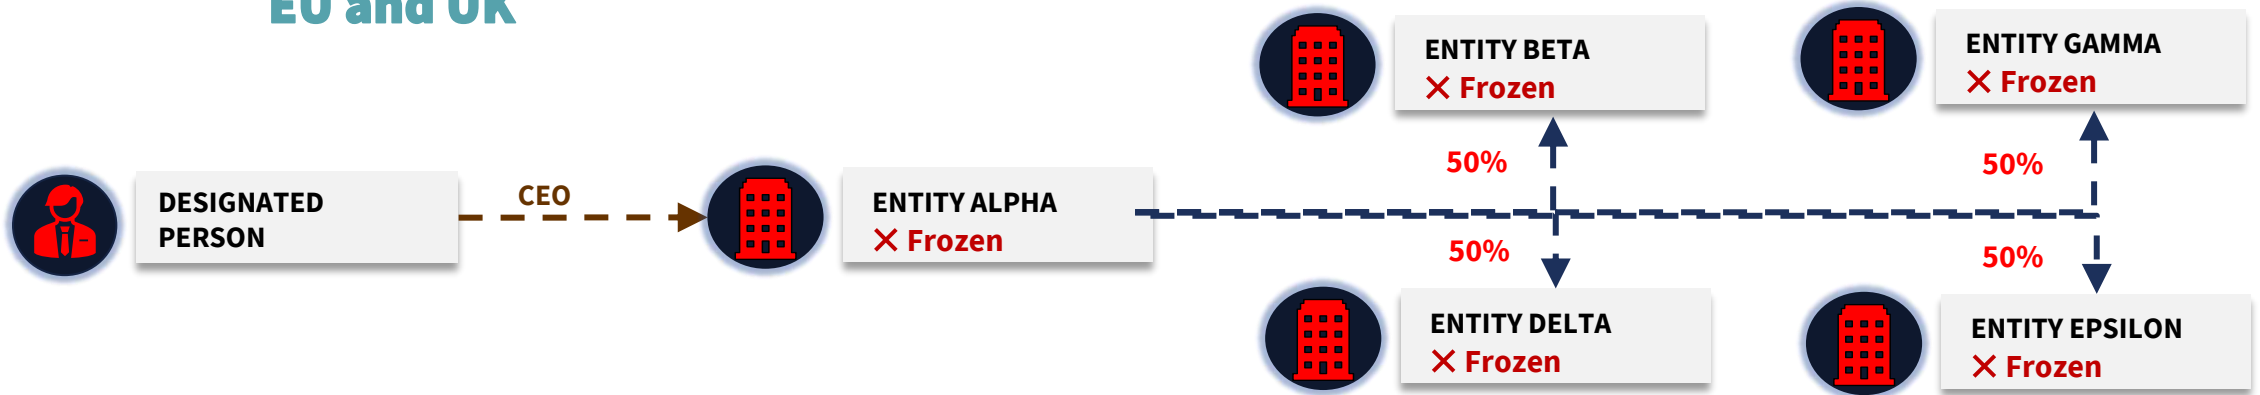 EU and UK
DESIGNATED
PERSON
CEO
ENTITY ALPHA
✕ Frozen
ENTITY BETA
✕ Frozen
50%
50%
ENTITY DELTA
✕ Frozen
ENTITY GAMMA
✕ Frozen
50%
50%
ENTITY EPSILON
✕ Frozen